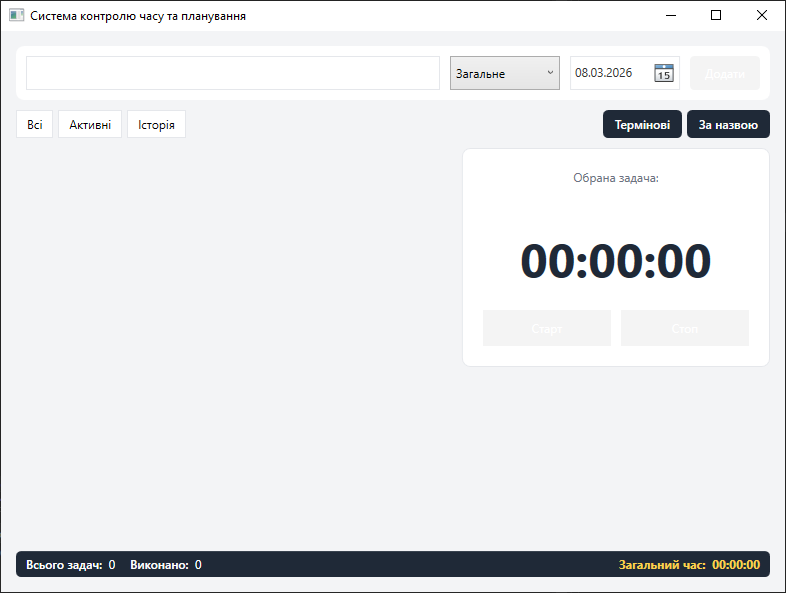 Система контролю часу та планування
Загальне 08.03.2026 15 Додати
Всі Активні Історія Термінові За назвою
Обрана задача:
00:00:00
Старт Стоп
Всього задач: 0 Виконано: 0 Загальний час: 00:00:00